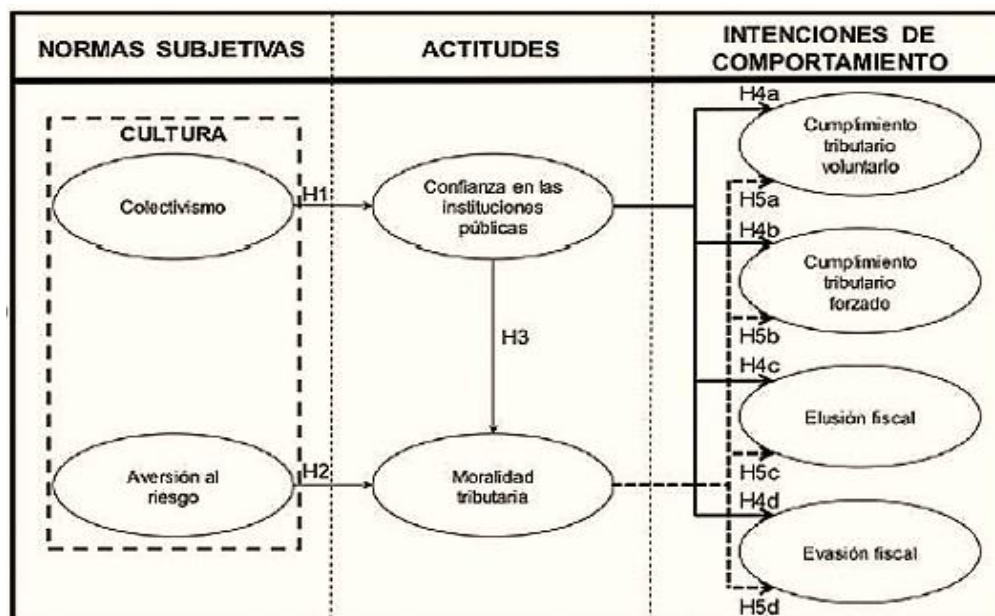 NORMAS SUBJETIVAS
ACTITUDES
INTENCIONES DE
COMPORTAMIENTO
CULTURA
Colectivismo
H1
Confianza en las
instituciones
públicas
H4a
Cumplimiento
tributario
voluntario
H5a
H4b
Cumplimiento
tributario
forzado
H5b
H3
H4c
Elusión fiscal
H5c
Aversión al
riesgo
H2
Moralidad
tributaria
H4d
Evasión fiscal
H5d